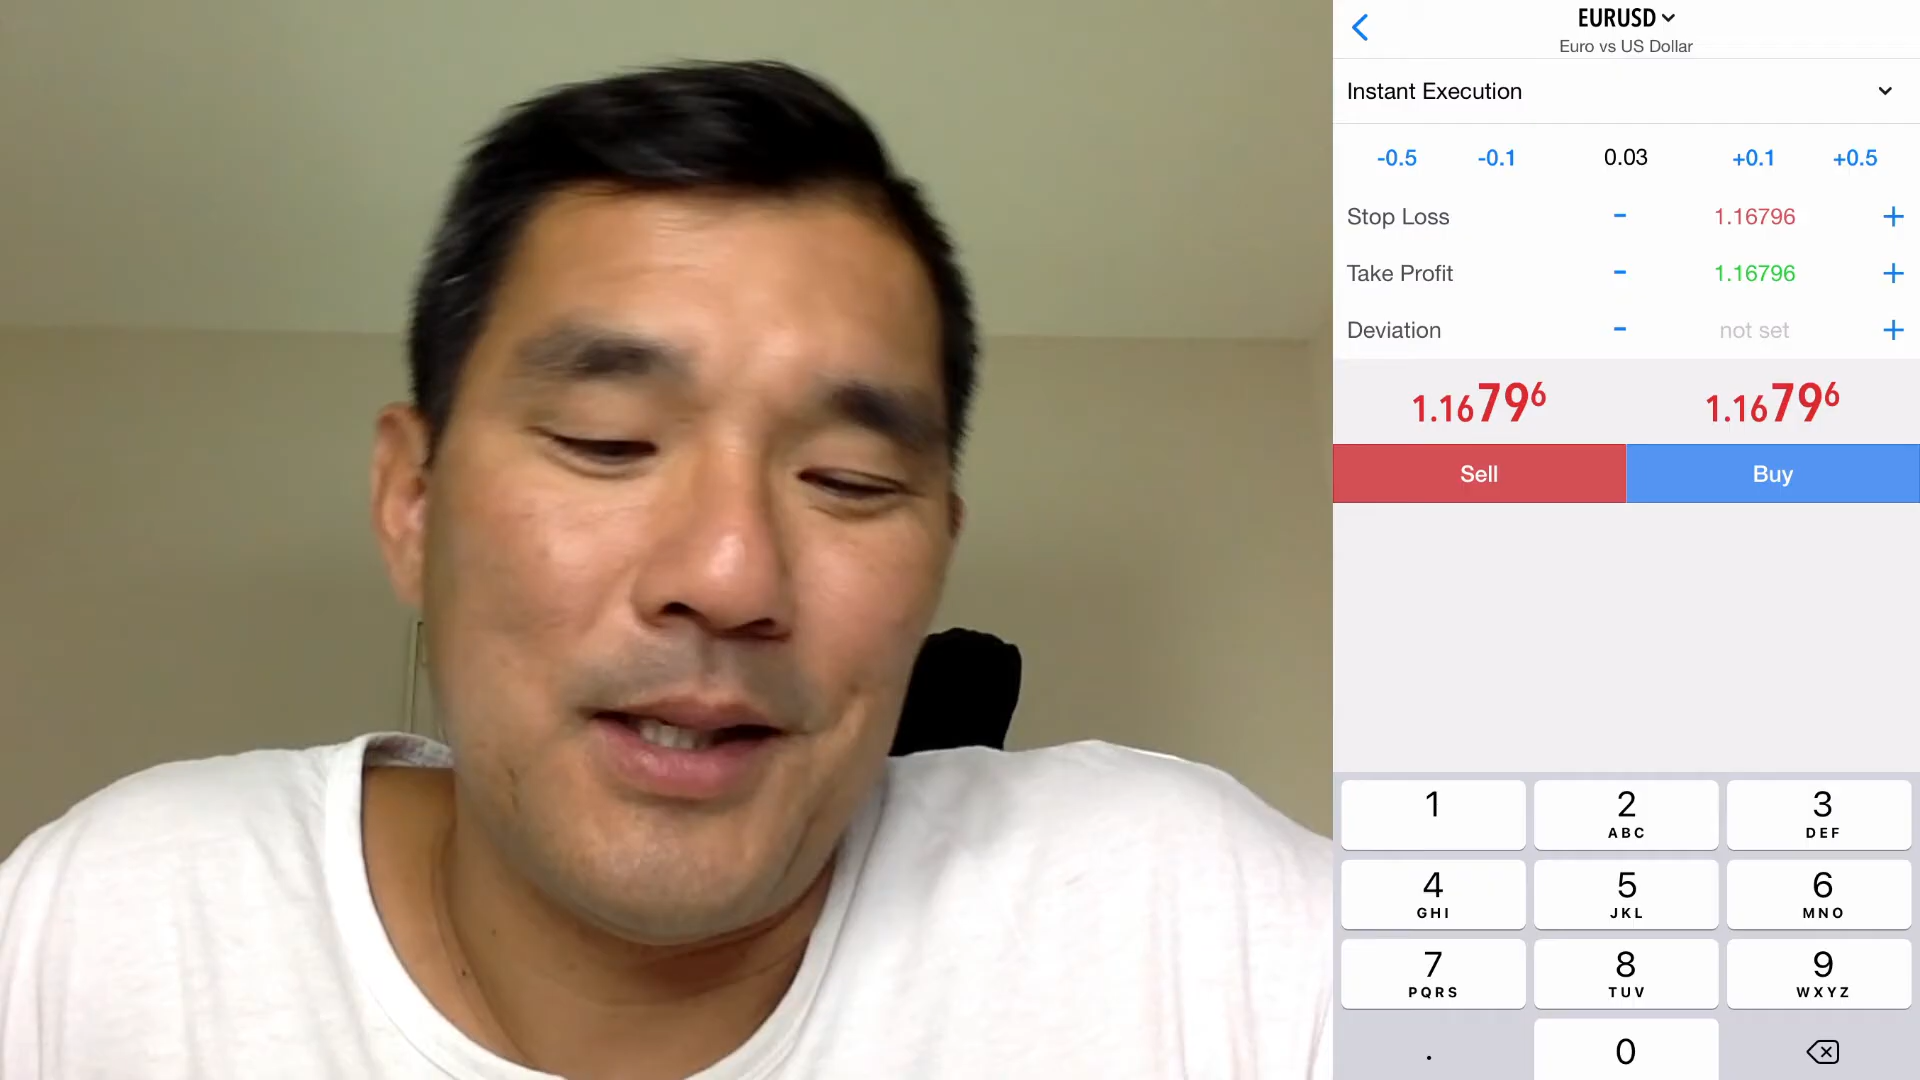 EURUSD
Euro vs US Dollar
Instant Execution
-0.5 -0.1 0.03 +0.1 +0.5
Stop Loss - 1.16796 +
Take Profit - 1.16796 +
Deviation - not set +
1.16796 1.16796
Sell Buy
1 2 3
ABC DEF
4 5 6
GHI JKL MNO
7 8 9
PQRS TUV WXYZ
. 0